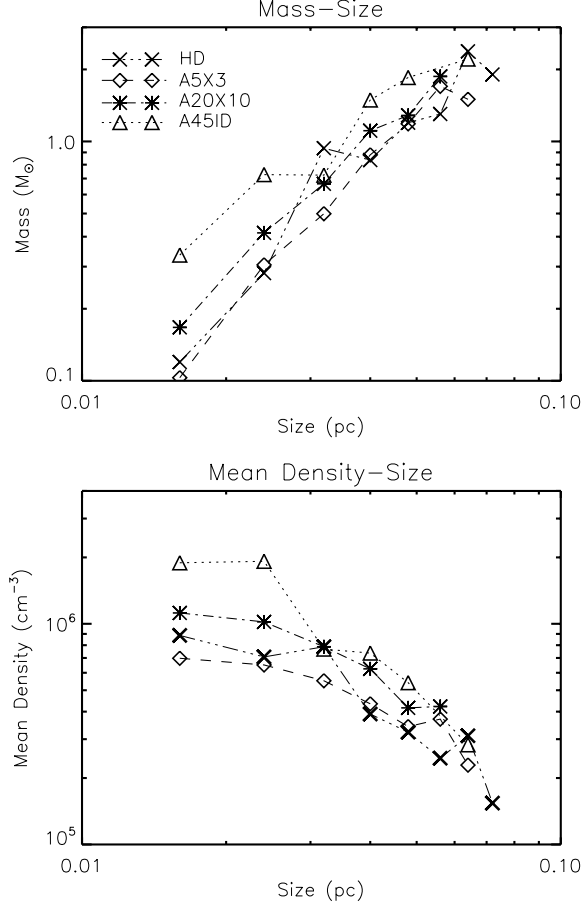 Mass-Size
HD
A5X3
A20X10
A45ID
1.0
0.1
Mass (M⊙)
0.01
0.10
Size (pc)
Mean Density-Size
10⁶
10⁵
Mean Density (cm⁻³)
0.01
0.10
Size (pc)